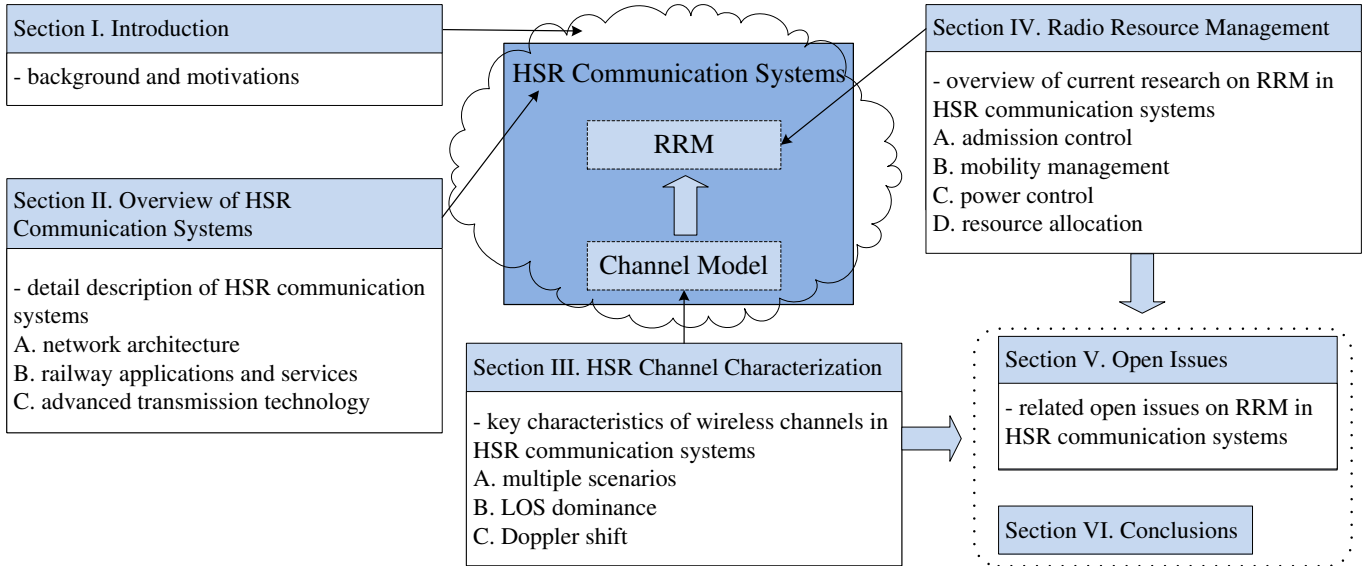 Section I. Introduction
- background and motivations
Section II. Overview of HSR
Communication Systems
- detail description of HSR communication
systems
A. network architecture
B. railway applications and services
C. advanced transmission technology
HSR Communication Systems
RRM
Channel Model
Section III. HSR Channel Characterization
- key characteristics of wireless channels in
HSR communication systems
A. multiple scenarios
B. LOS dominance
C. Doppler shift
Section IV. Radio Resource Management
- overview of current research on RRM in
HSR communication systems
A. admission control
B. mobility management
C. power control
D. resource allocation
Section V. Open Issues
- related open issues on RRM in
HSR communication systems
Section VI. Conclusions